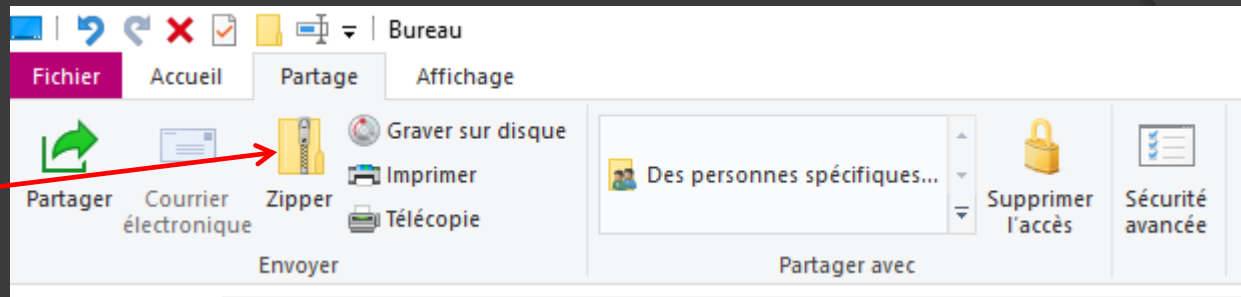 Bureau
Fichier Accueil Partage Affichage
Partager
Courrier
électronique
Zipper
Graver sur disque
Imprimer
Télécopie
Envoyer
Des personnes spécifiques...
Supprimer
l'accès
Partager avec
Sécurité
avancée